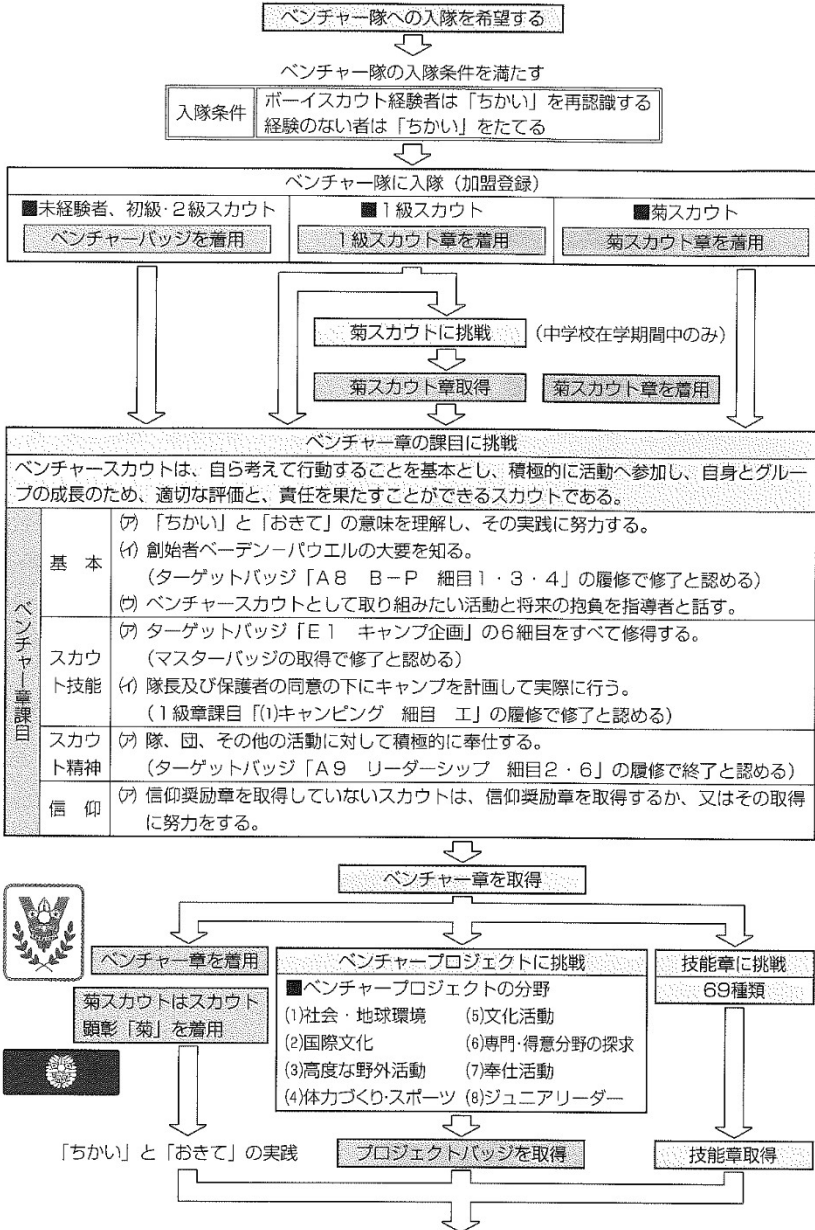 ベンチャー隊への入隊を希望する
ベンチャー隊の入隊条件を満たす
入隊条件
ボーイスカウト経験者は「ちかい」を再認識する
経験のない者は「ちかい」をたてる
ベンチャー隊に入隊（加盟登録）
■未経験者、初級・2級スカウト
ベンチャーバッジを着用
■1級スカウト
1級スカウト章を着用
■菊スカウト
菊スカウト章を着用
菊スカウトに挑戦
（中学校在学期間中のみ）
菊スカウト章取得
菊スカウト章を着用
ベンチャー章の課目に挑戦
ベンチャースカウトは、自ら考えて行動することを基本とし、積極的に活動へ参加し、自身とグルー
プの成長のため、適切な評価と、責任を果たすことができるスカウトである。
ベンチャー章課目
基　本
㋐ 「ちかい」と「おきて」の意味を理解し、その実践に努力する。
㋑ 創始者ベーデン－パウエルの大要を知る。
（ターゲットバッジ「A8　B－P　細目1・3・4」の履修で修了と認める）
㋒ ベンチャースカウトとして取り組みたい活動と将来の抱負を指導者と話す。
スカウ
ト技能
㋐ ターゲットバッジ「E1　キャンプ企画」の6細目をすべて修得する。
（マスターバッジの取得で修了と認める）
㋑ 隊長及び保護者の同意の下にキャンプを計画して実際に行う。
（1級章課目「⑴キャンピング　細目　エ」の履修で修了と認める）
スカウ
ト精神
㋐ 隊、団、その他の活動に対して積極的に奉仕する。
（ターゲットバッジ「A9　リーダーシップ　細目2・6」の履修で終了と認める）
信　仰
㋐ 信仰奨励章を取得していないスカウトは、信仰奨励章を取得するか、又はその取得
に努力をする。
ベンチャー章を取得
ベンチャー章を着用
菊スカウトはスカウト
顕彰「菊」を着用
「ちかい」と「おきて」の実践
ベンチャープロジェクトに挑戦
■ベンチャープロジェクトの分野
⑴社会・地球環境
⑵国際文化
⑶高度な野外活動
⑷体力づくり・スポーツ
⑸文化活動
⑹専門・得意分野の探求
⑺奉仕活動
⑻ジュニアリーダー
プロジェクトバッジを取得
技能章に挑戦
69種類
技能章取得